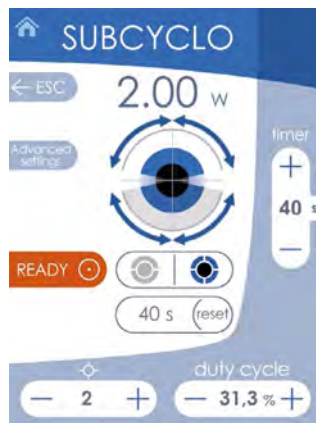 SUBCYCLO
ESC
2.00 W
Advanced
settings
timer
+
40 s
−
READY
40 s (reset)
duty cycle
− 2 +
− 31,3 % +